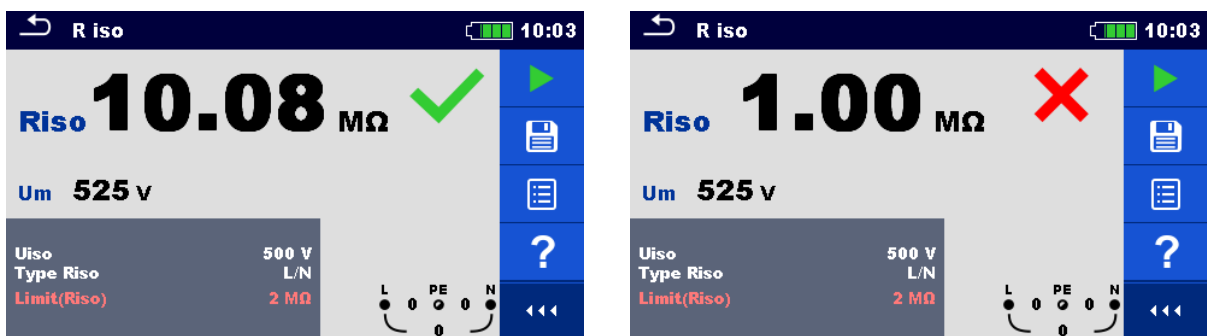 R iso 10:03
Riso 10.08 MΩ
Um 525 V
Uiso 500 V
Type Riso L/N
Limit(Riso) 2 MΩ
?
L PE N
0 0
0
R iso 10:03
Riso 1.00 MΩ
Um 525 V
Uiso 500 V
Type Riso L/N
Limit(Riso) 2 MΩ
?
L PE N
0 0
0